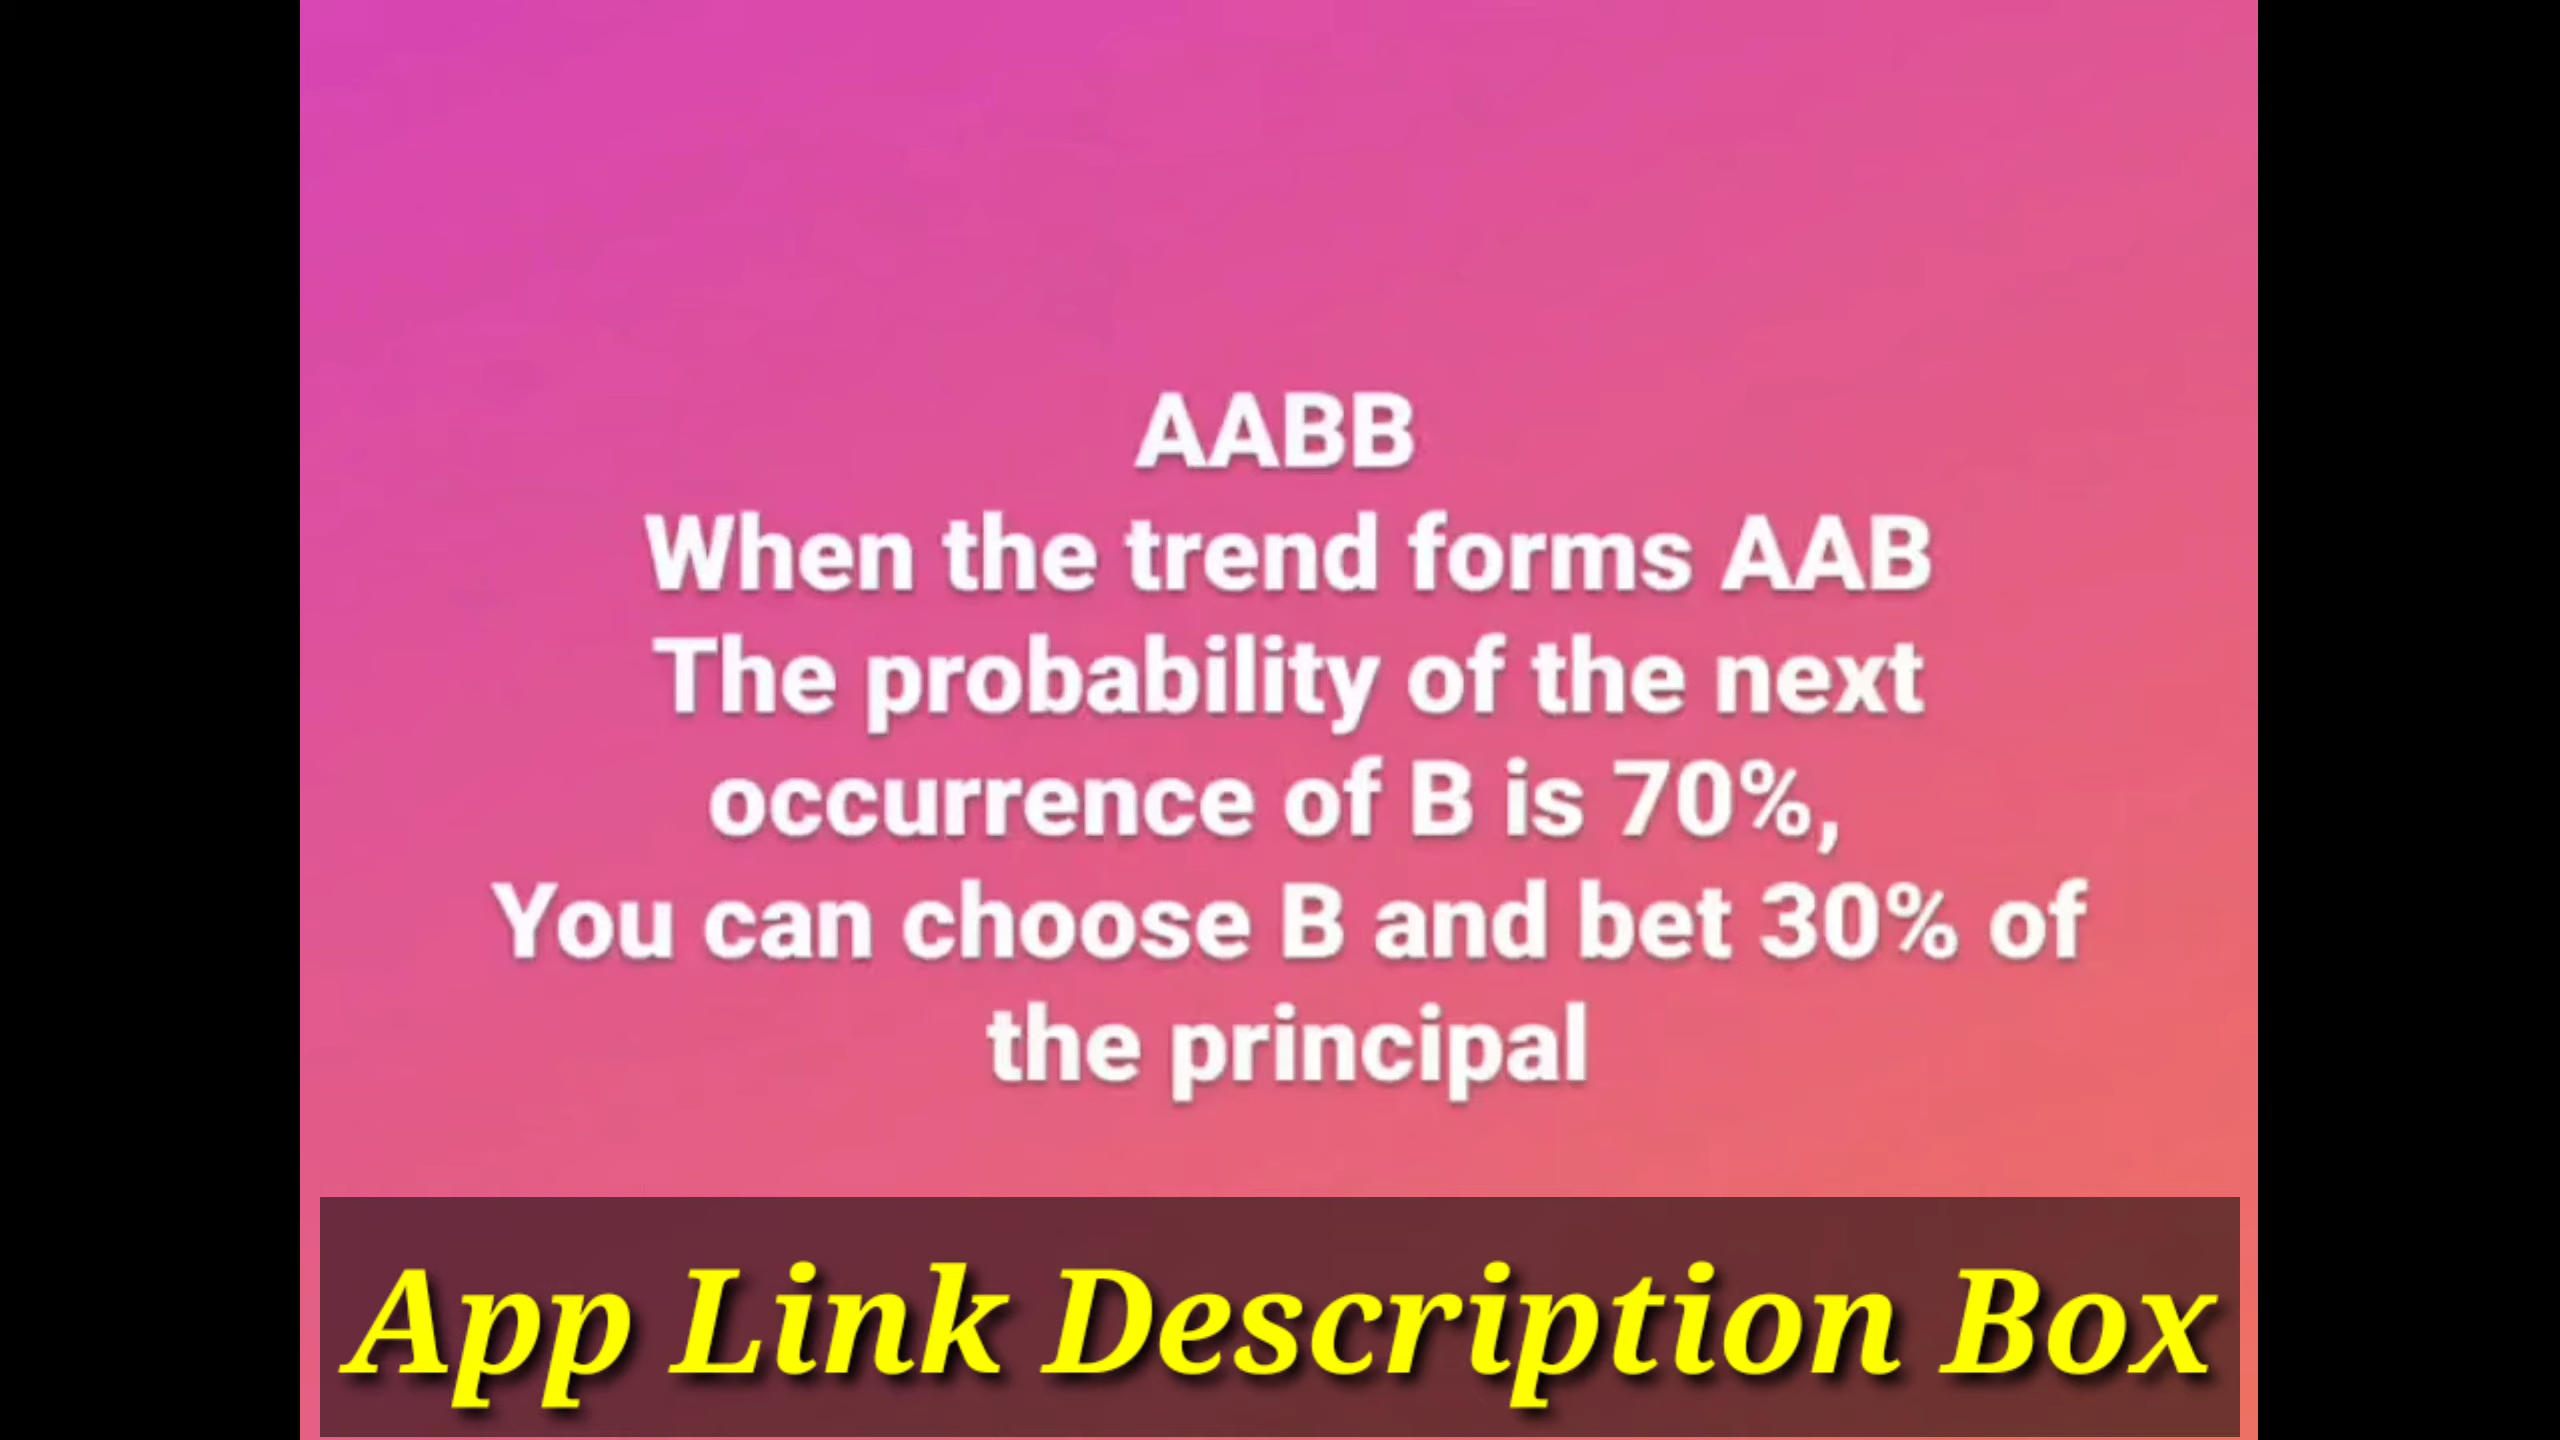 AABB
When the trend forms AAB
The probability of the next
occurrence of B is 70%,
You can choose B and bet 30% of
the principal
App Link Description Box